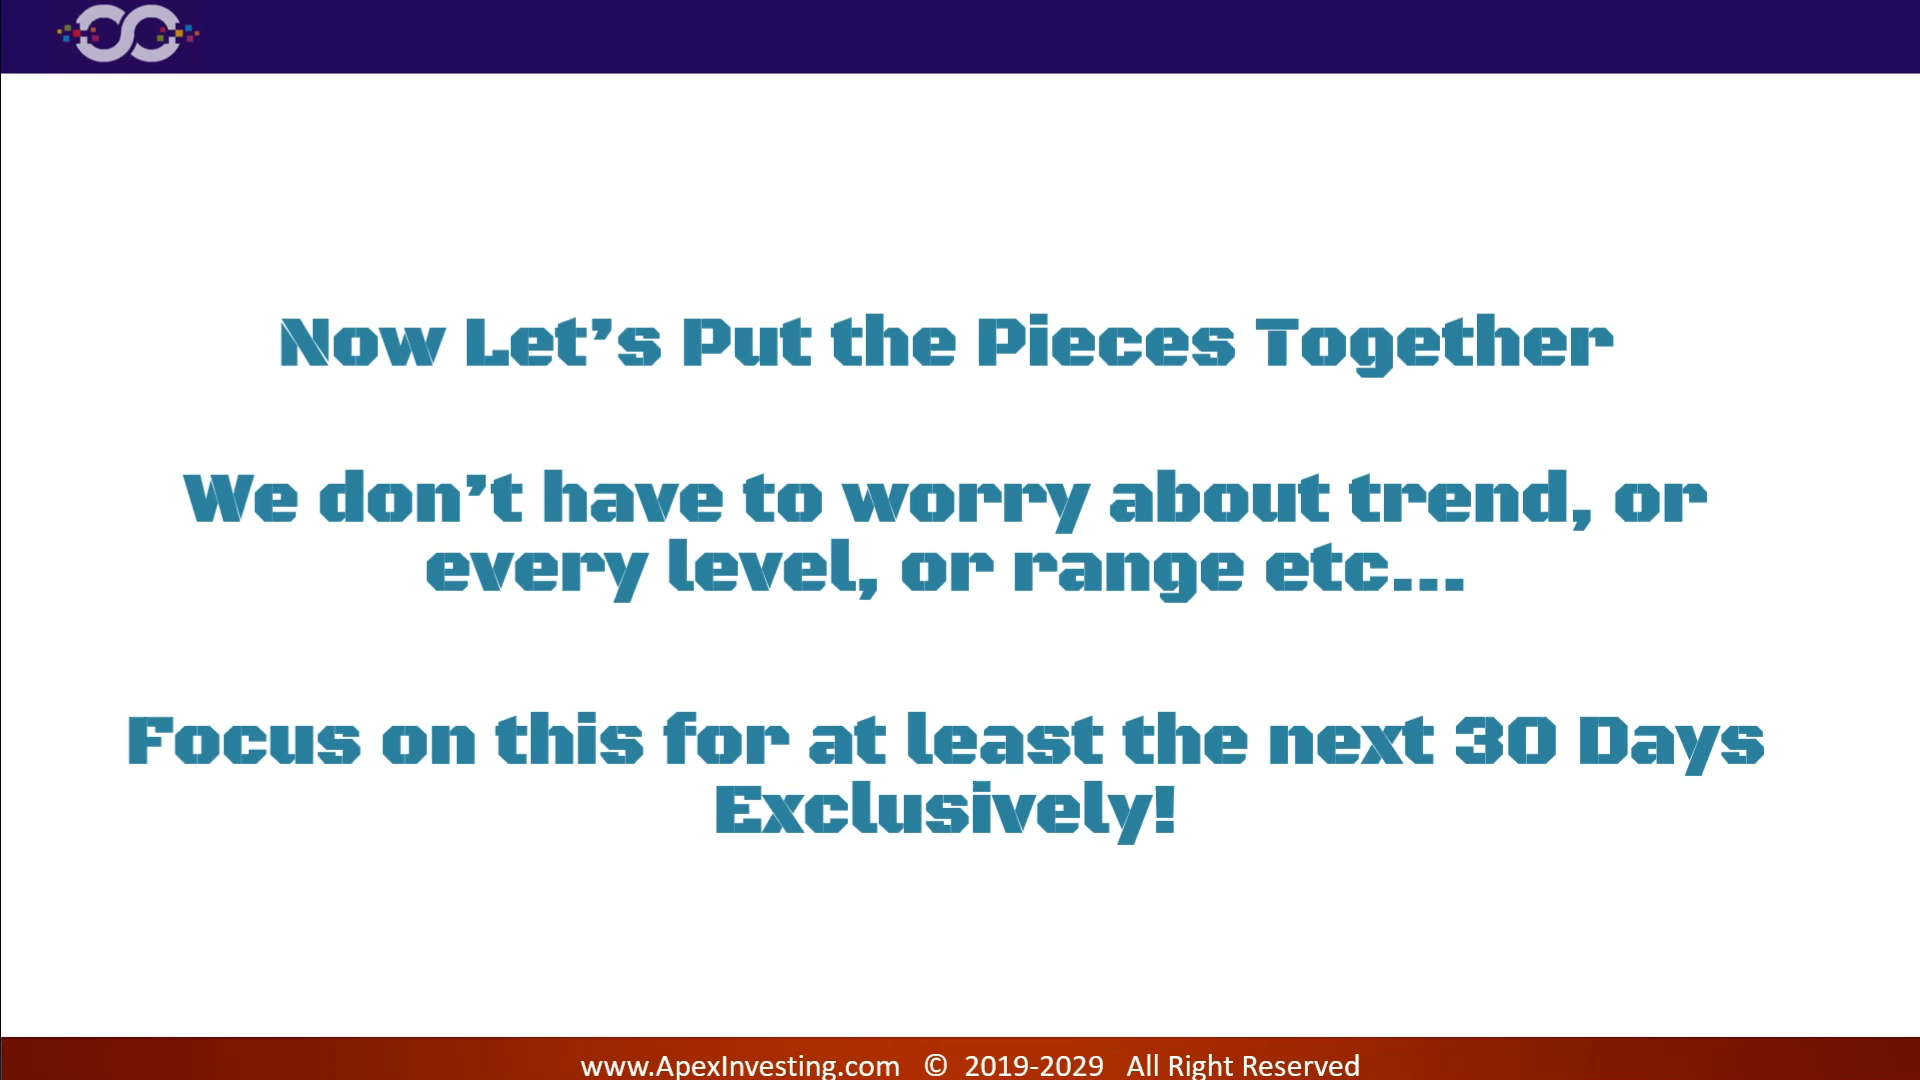 Now Let’s Put the Pieces Together
We don’t have to worry about trend, or
every level, or range etc...
Focus on this for at least the next 30 Days
Exclusively!
www.ApexInvesting.com © 2019-2029 All Right Reserved